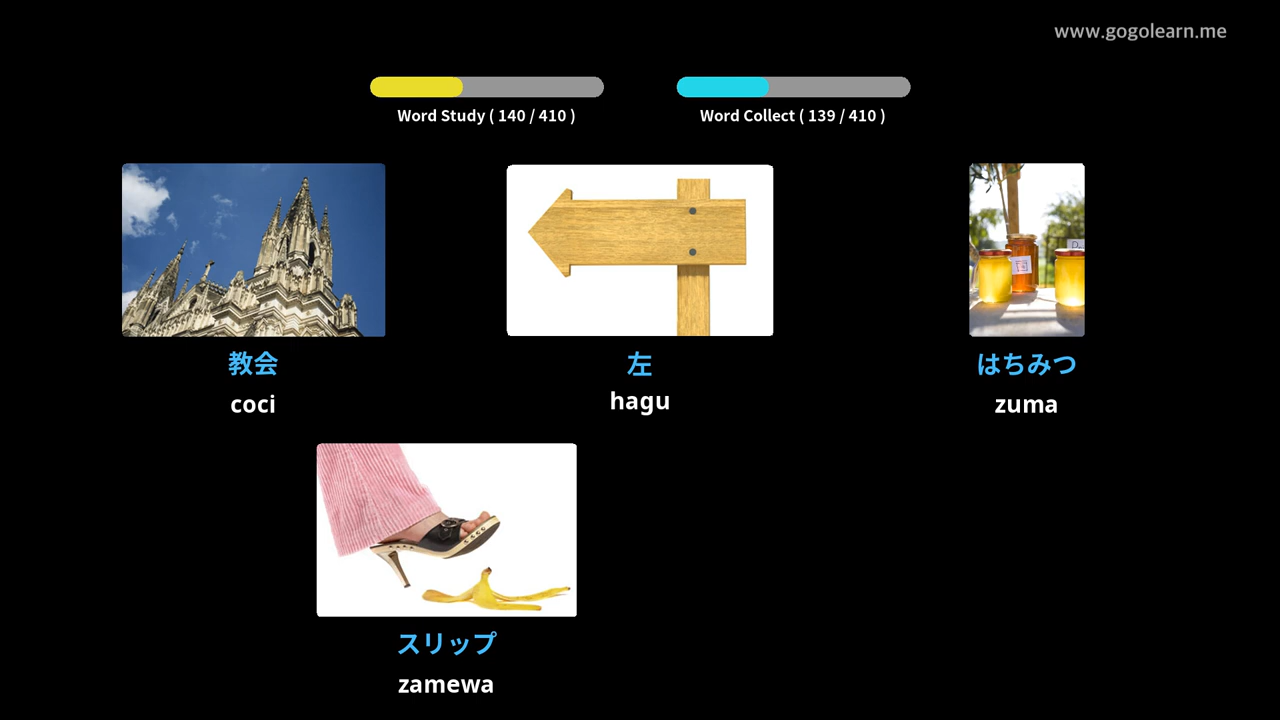 www.gogolearn.me
Word Study ( 140 / 410 )
Word Collect ( 139 / 410 )
教会
coci
左
hagu
はちみつ
zuma
スリップ
zamewa